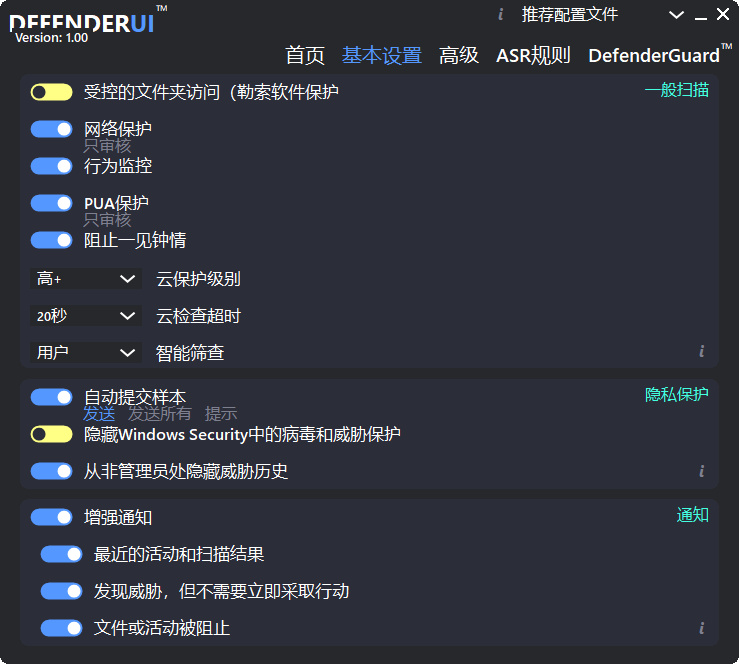 DEFENDERUI™
Version: 1.00
i 推荐配置文件
首页 基本设置 高级 ASR规则 DefenderGuard™
受控的文件夹访问（勒索软件保护 一般扫描
网络保护
只审核
行为监控
PUA保护
只审核
阻止一见钟情
高+ 云保护级别
20秒 云检查超时
用户 智能筛查 i
自动提交样本 隐私保护
发送 发送所有 提示
隐藏Windows Security中的病毒和威胁保护
从非管理员处隐藏威胁历史 i
增强通知 通知
最近的活动和扫描结果
发现威胁，但不需要立即采取行动
文件或活动被阻止 i